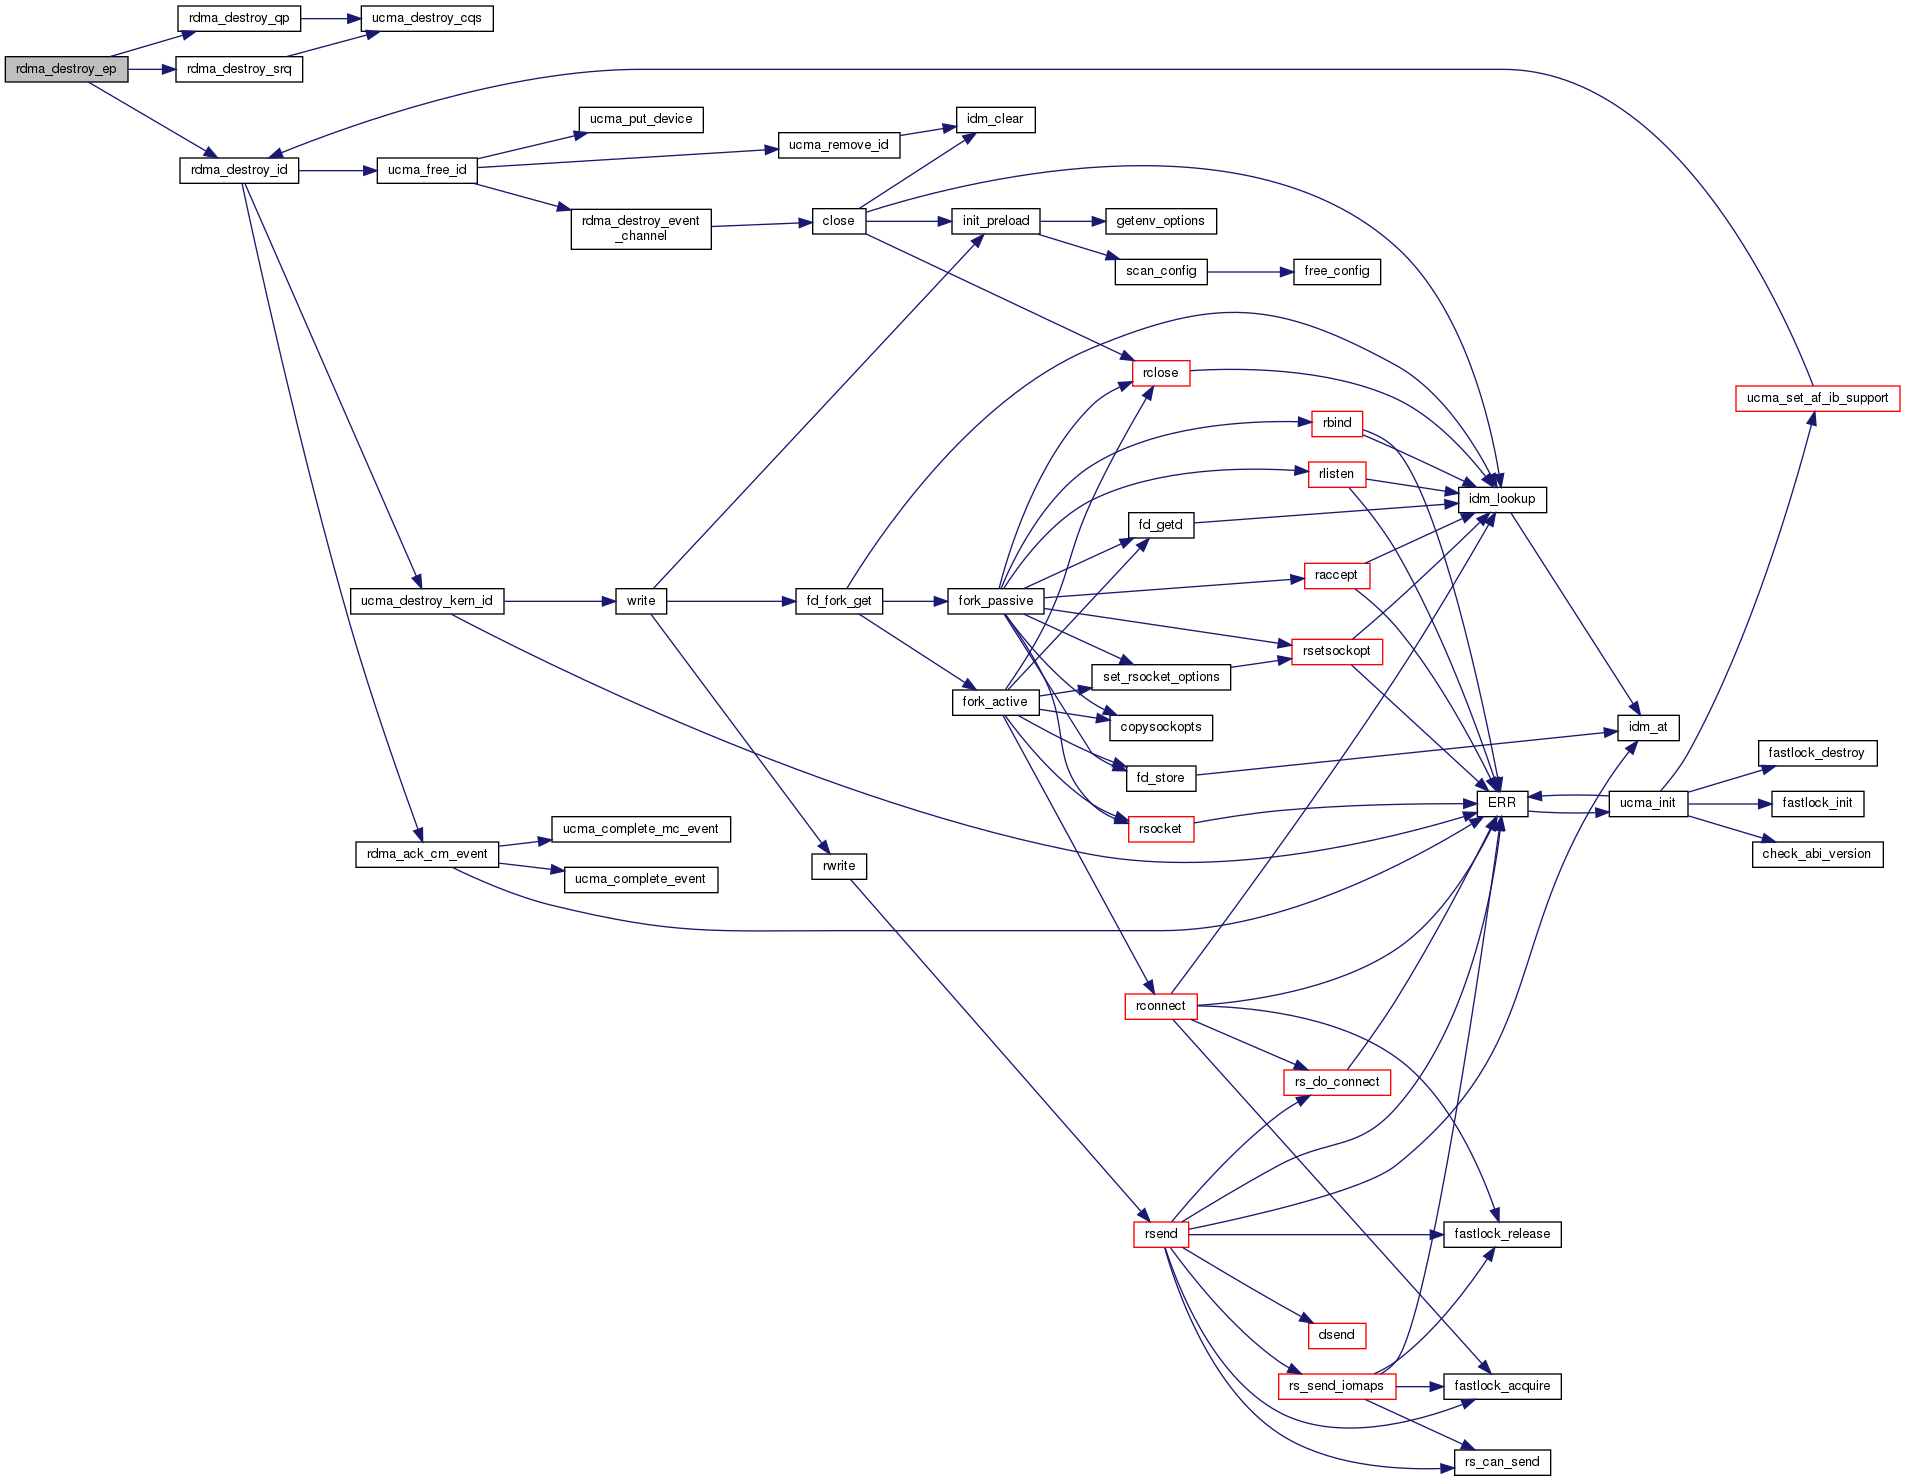 rdma_destroy_qp
ucma_destroy_cqs
rdma_destroy_ep
rdma_destroy_srq
ucma_put_device
idm_clear
ucma_remove_id
rdma_destroy_id
ucma_free_id
rdma_destroy_event
_channel
close
init_preload
getenv_options
scan_config
free_config
rclose
ucma_set_af_ib_support
rbind
rlisten
idm_lookup
fd_getd
raccept
ucma_destroy_kern_id
write
fd_fork_get
fork_passive
rsetsockopt
set_rsocket_options
fork_active
copysockopts
idm_at
fastlock_destroy
fd_store
ERR
ucma_init
fastlock_init
rsocket
ucma_complete_mc_event
rdma_ack_cm_event
check_abi_version
rwrite
ucma_complete_event
rconnect
rs_do_connect
rsend
fastlock_release
dsend
rs_send_iomaps
fastlock_acquire
rs_can_send